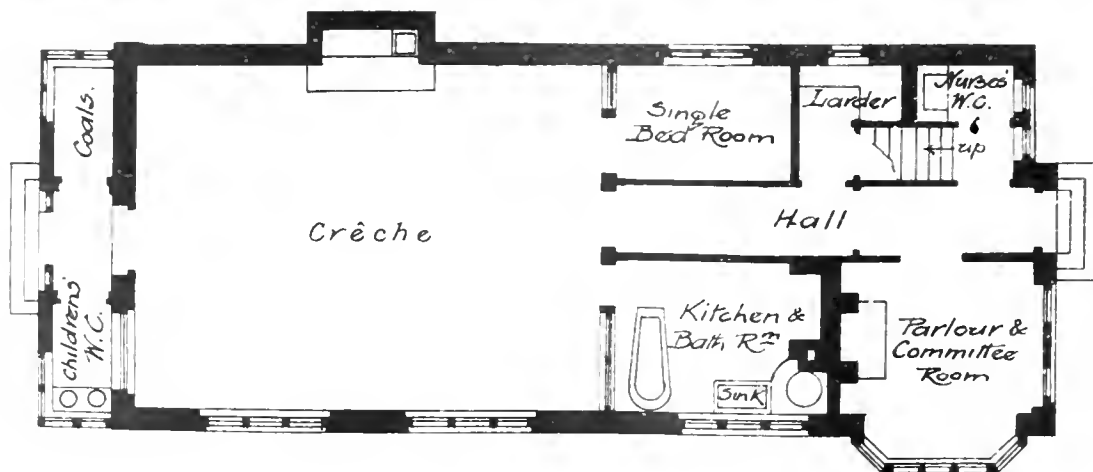 Coals.
Crêche
Children's
W.C.
Single
Bed Room
Larder
Nurses'
W.C.
up
Hall
Kitchen &
Bath Rm
Sink
Parlour &
Committee
Room